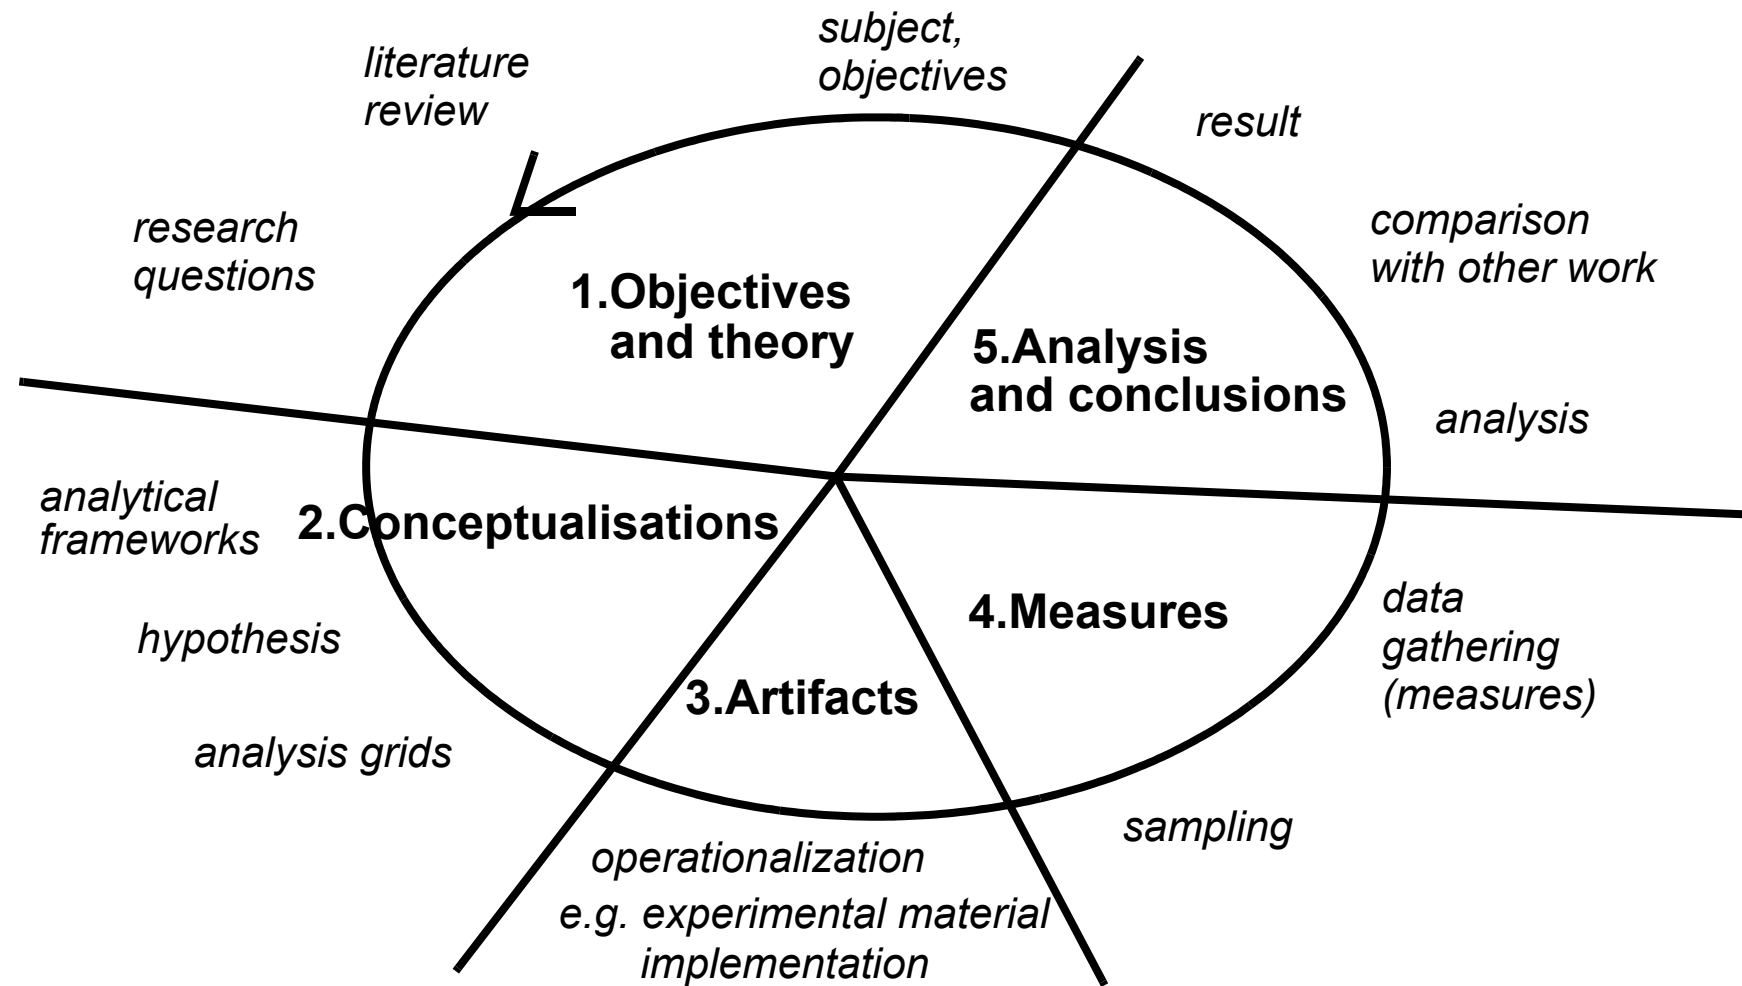 subject,
objectives
literature
review
research
questions
1.Objectives
and theory
analytical
frameworks
2.Conceptualisations
hypothesis
analysis grids
3.Artifacts
operationalization
e.g. experimental material
implementation
4.Measures
sampling
data
gathering
(measures)
5.Analysis
and conclusions
analysis
comparison
with other work
result